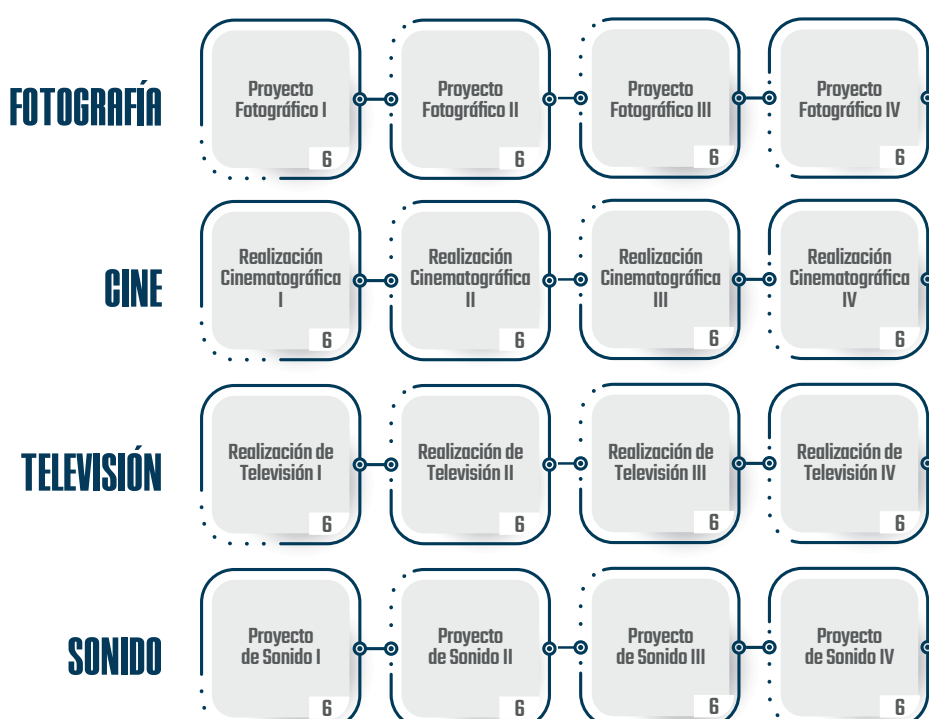 FOTOGRAFÍA
Proyecto
Fotográfico I
6
Proyecto
Fotográfico II
6
Proyecto
Fotográfico III
6
Proyecto
Fotográfico IV
6
CINE
Realización
Cinematográfica
I
6
Realización
Cinematográfica
II
6
Realización
Cinematográfica
III
6
Realización
Cinematográfica
IV
6
TELEVISIÓN
Realización de
Televisión I
6
Realización de
Televisión II
6
Realización de
Televisión III
6
Realización de
Televisión IV
6
SONIDO
Proyecto
de Sonido I
6
Proyecto
de Sonido II
6
Proyecto
de Sonido III
6
Proyecto
de Sonido IV
6